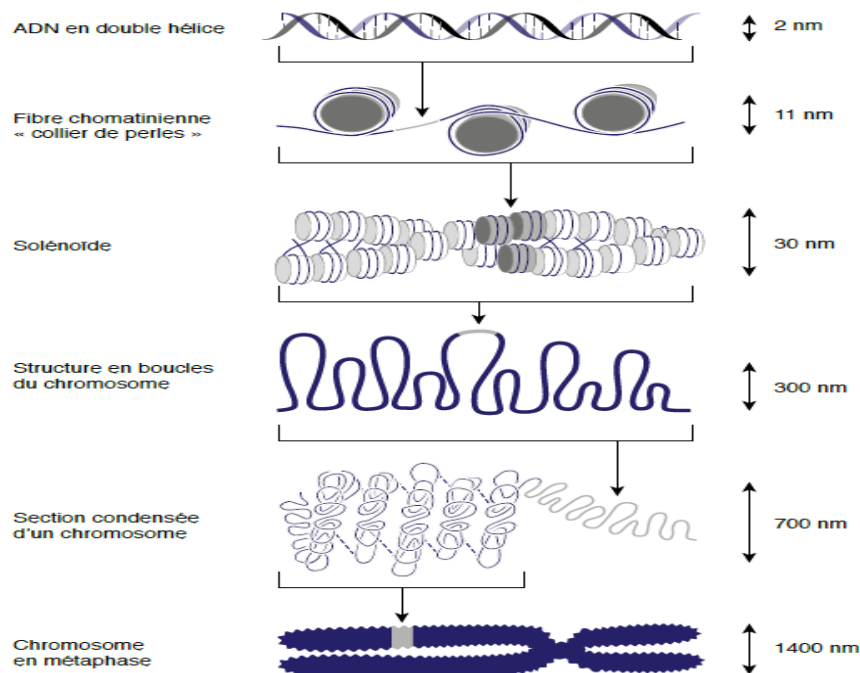 ADN en double hélice
2 nm
Fibre chomatinienne
« collier de perles »
11 nm
Solénoïde
30 nm
Structure en boucles
du chromosome
300 nm
Section condensée
d'un chromosome
700 nm
Chromosome
en métaphase
1400 nm